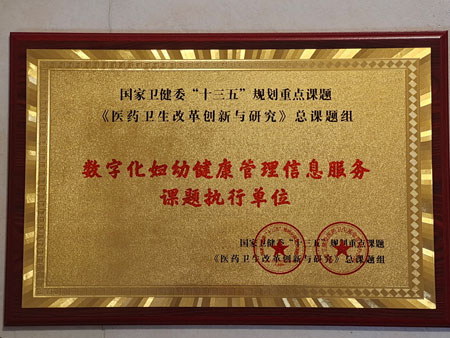 国家卫健委“十三五”规划重点课题
《医药卫生改革创新与研究》总课题组
数字化妇幼健康管理信息服务
课题执行单位
国家卫健委“十三五”规划重点课题
《医药卫生改革创新与研究》总课题组